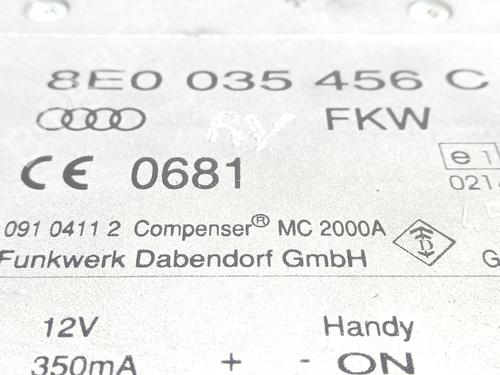 8E0 035 456 C
FKW
CE 0681
e 1
021
091 0411 2 Compenser® MC 2000A
Funkwerk Dabendorf GmbH G
12V Handy
350mA + - ON